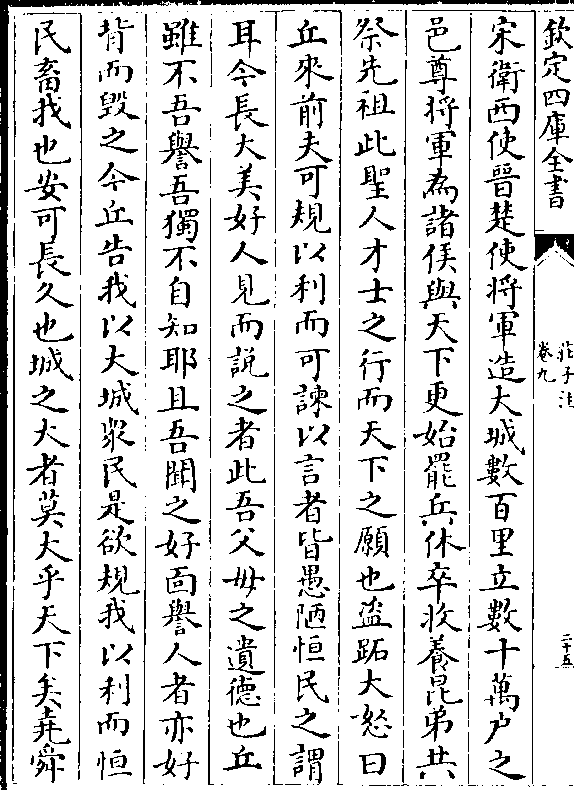 欽定四庫全書
莊子注
卷九
二十五
宋衛西使晉楚使将軍造大城數百里立數十萬户之
邑尊将軍為諸侯與天下更始罷兵休卒收養昆弟共
祭先祖此聖人才士之行而天下之願也盜跖大怒曰
丘來前夫可規以利而可諫以言者皆愚陋恒民之謂
耳今長大美好人見而説之者此吾父母之遺德也丘
雖不吾譽吾獨不自知耶且吾聞之好面譽人者亦好
背而毁之今丘告我以大城衆民是欲規我以利而恒
民畜我也安可長久也城之大者莫大乎天下矣堯舜